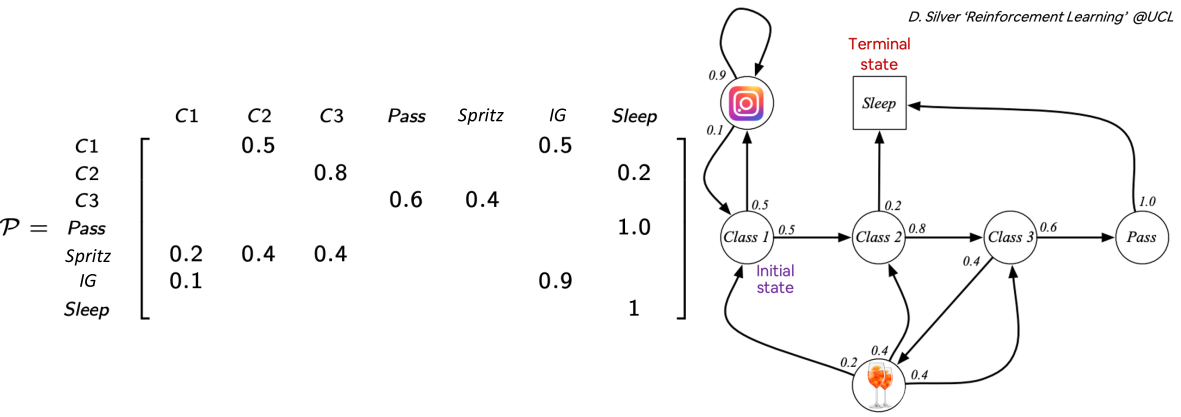 D. Silver ‘Reinforcement Learning’ @UCL
C1 C2 C3 Pass Spritz IG Sleep
C1 0.5 0.5
C2 0.8 0.2
C3 0.6 0.4
𝒫 = Pass 1.0
Spritz 0.2 0.4 0.4
IG 0.1 0.9
Sleep 1
Terminal
state
0.9
Sleep
0.1
0.5
0.2
1.0
Class 1
0.5
Class 2
0.8
Class 3
0.6
Pass
0.4
Initial
state
0.2
0.4
0.4